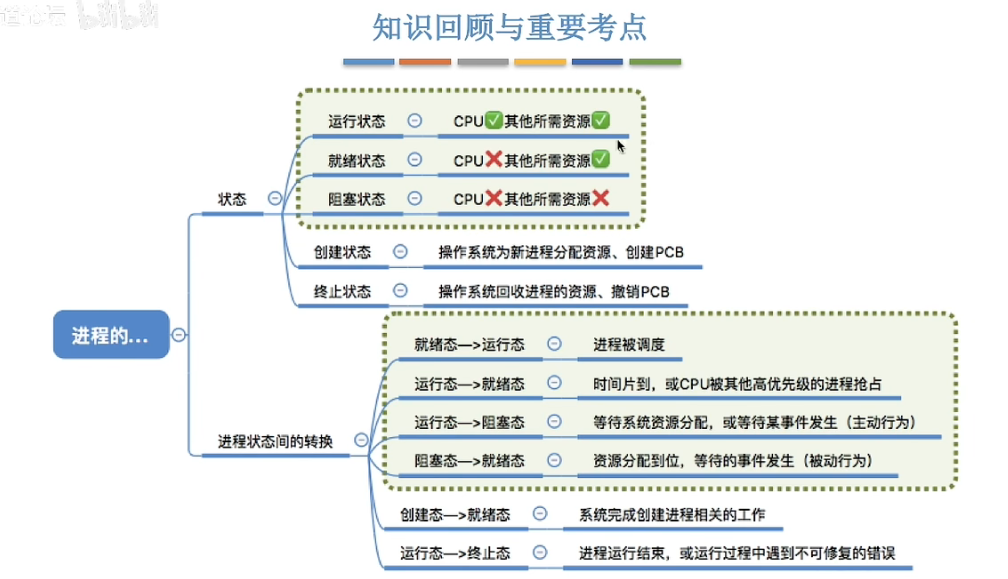 bilibili
知识回顾与重要考点
进程的...
状态
运行状态 CPU✅其他所需资源✅
就绪状态 CPU❌其他所需资源✅
阻塞状态 CPU❌其他所需资源❌
创建状态 操作系统为新进程分配资源、创建PCB
终止状态 操作系统回收进程的资源、撤销PCB
进程状态间的转换
就绪态—>运行态 进程被调度
运行态—>就绪态 时间片到，或CPU被其他高优先级的进程抢占
运行态—>阻塞态 等待系统资源分配，或等待某事件发生（主动行为）
阻塞态—>就绪态 资源分配到位，等待的事件发生（被动行为）
创建态—>就绪态 系统完成创建进程相关的工作
运行态—>终止态 进程运行结束，或运行过程中遇到不可修复的错误